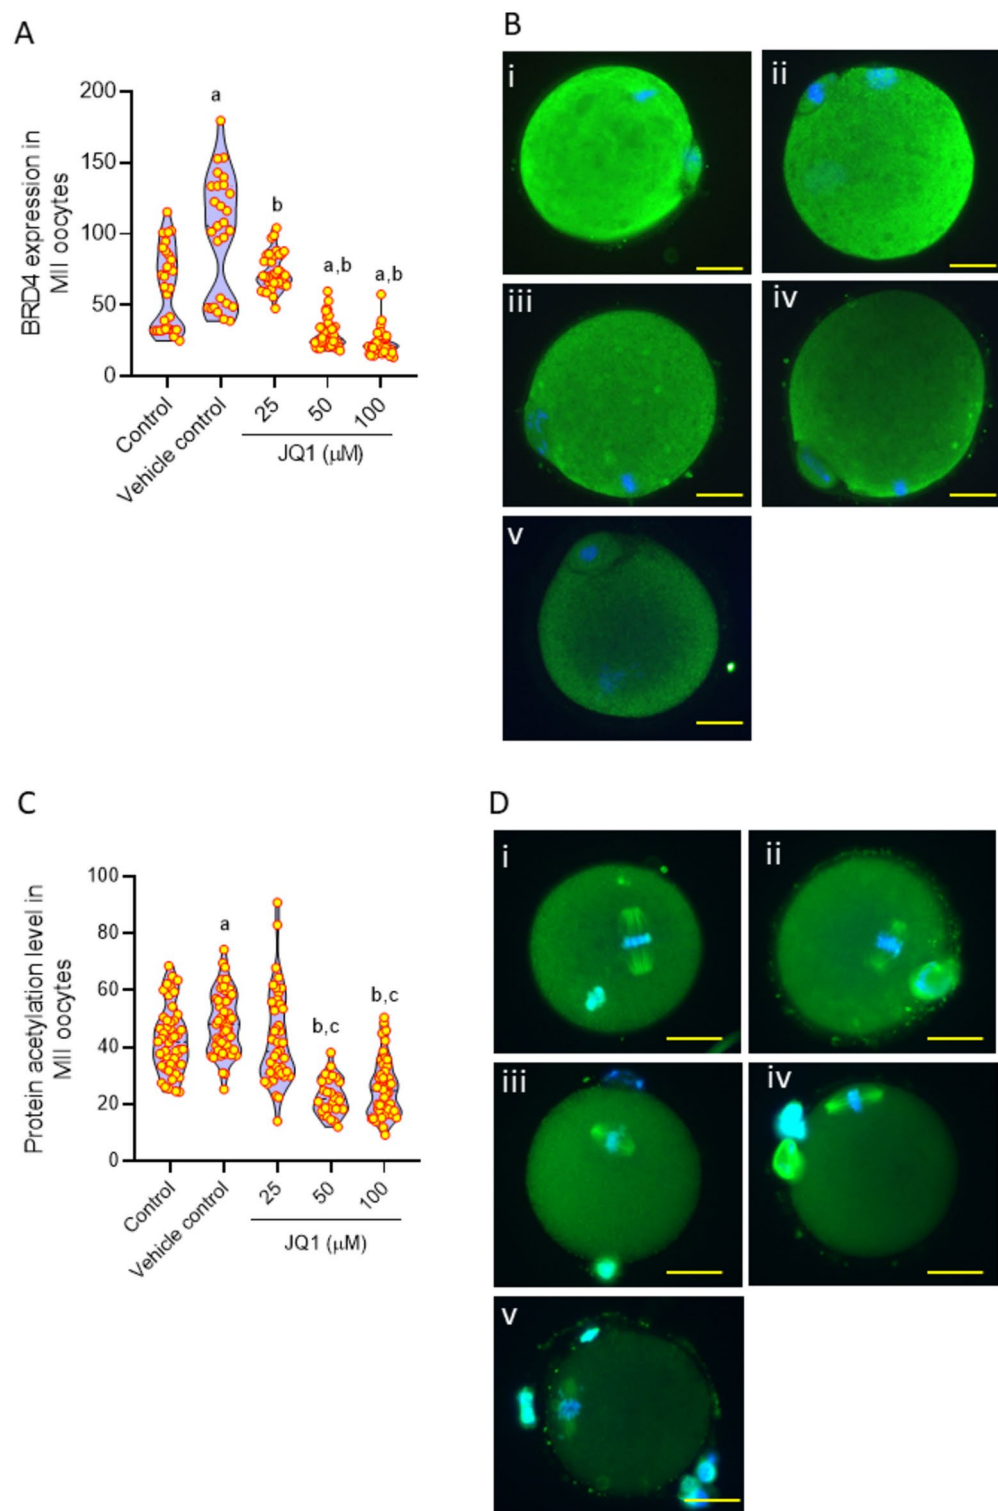 A
BRD4 expression in
MII oocytes
200
150
100
50
0
a
b
a,b
a,b
Control
Vehicle control
25
50
100
JQ1 (μM)
B
i
ii
iii
iv
v
C
Protein acetylation level in
MII oocytes
100
80
60
40
20
0
a
b,c
b,c
Control
Vehicle control
25
50
100
JQ1 (μM)
D
i
ii
iii
iv
v